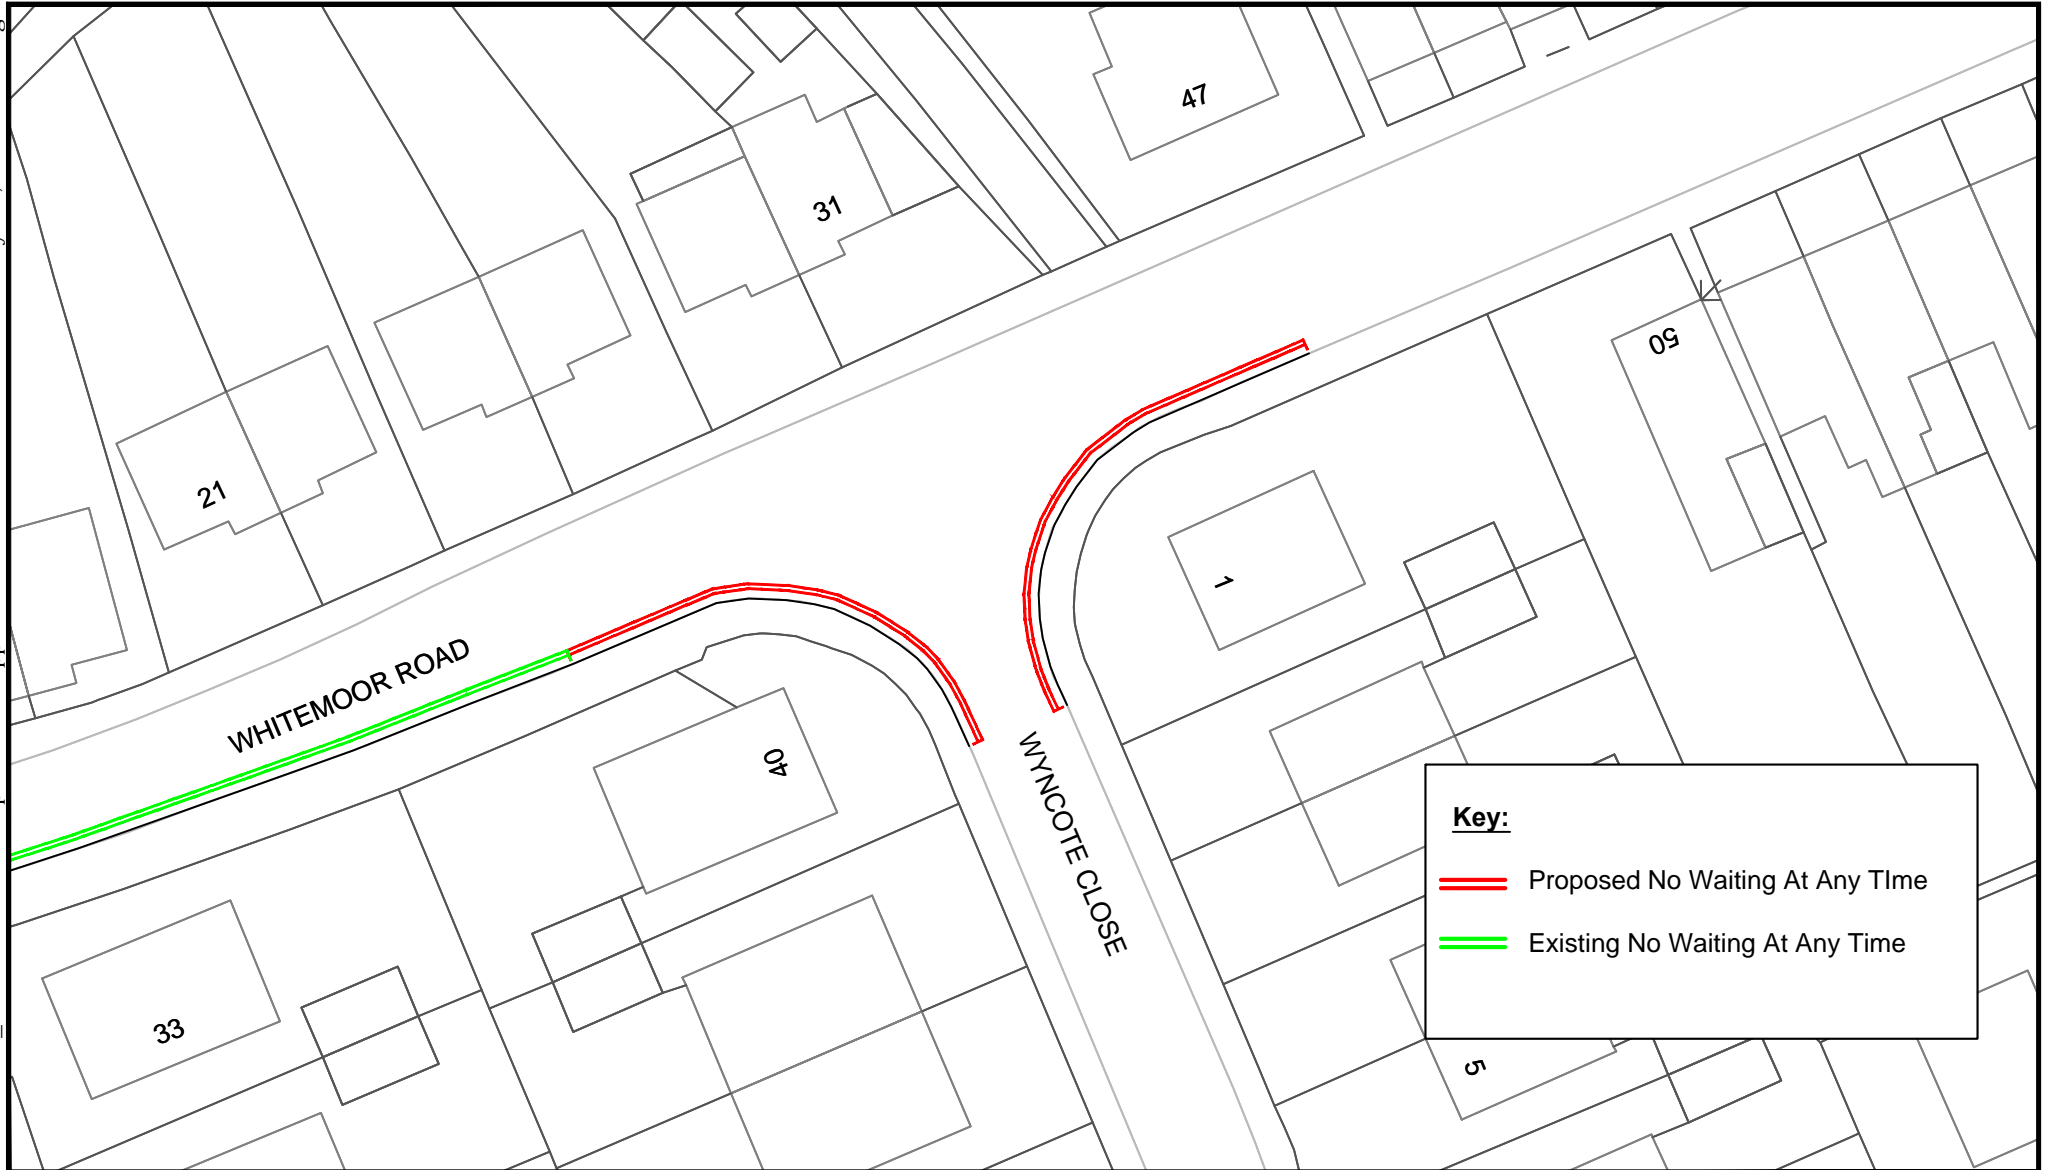 47
31
50
21
1
WHITEMOOR ROAD
40
WYNCOTE CLOSE
33
5
Key:
Proposed No Waiting At Any TIme
Existing No Waiting At Any Time